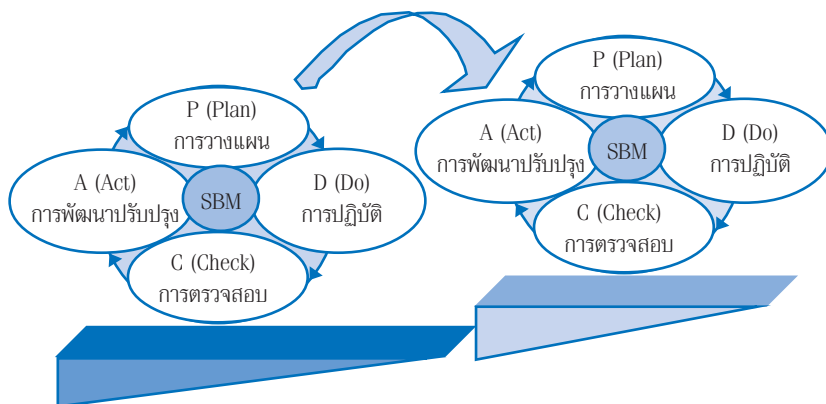 P (Plan)
การวางแผน
A (Act)
การพัฒนาปรับปรุง
SBM
D (Do)
การปฏิบัติ
C (Check)
การตรวจสอบ
P (Plan)
การวางแผน
A (Act)
การพัฒนาปรับปรุง
SBM
D (Do)
การปฏิบัติ
C (Check)
การตรวจสอบ